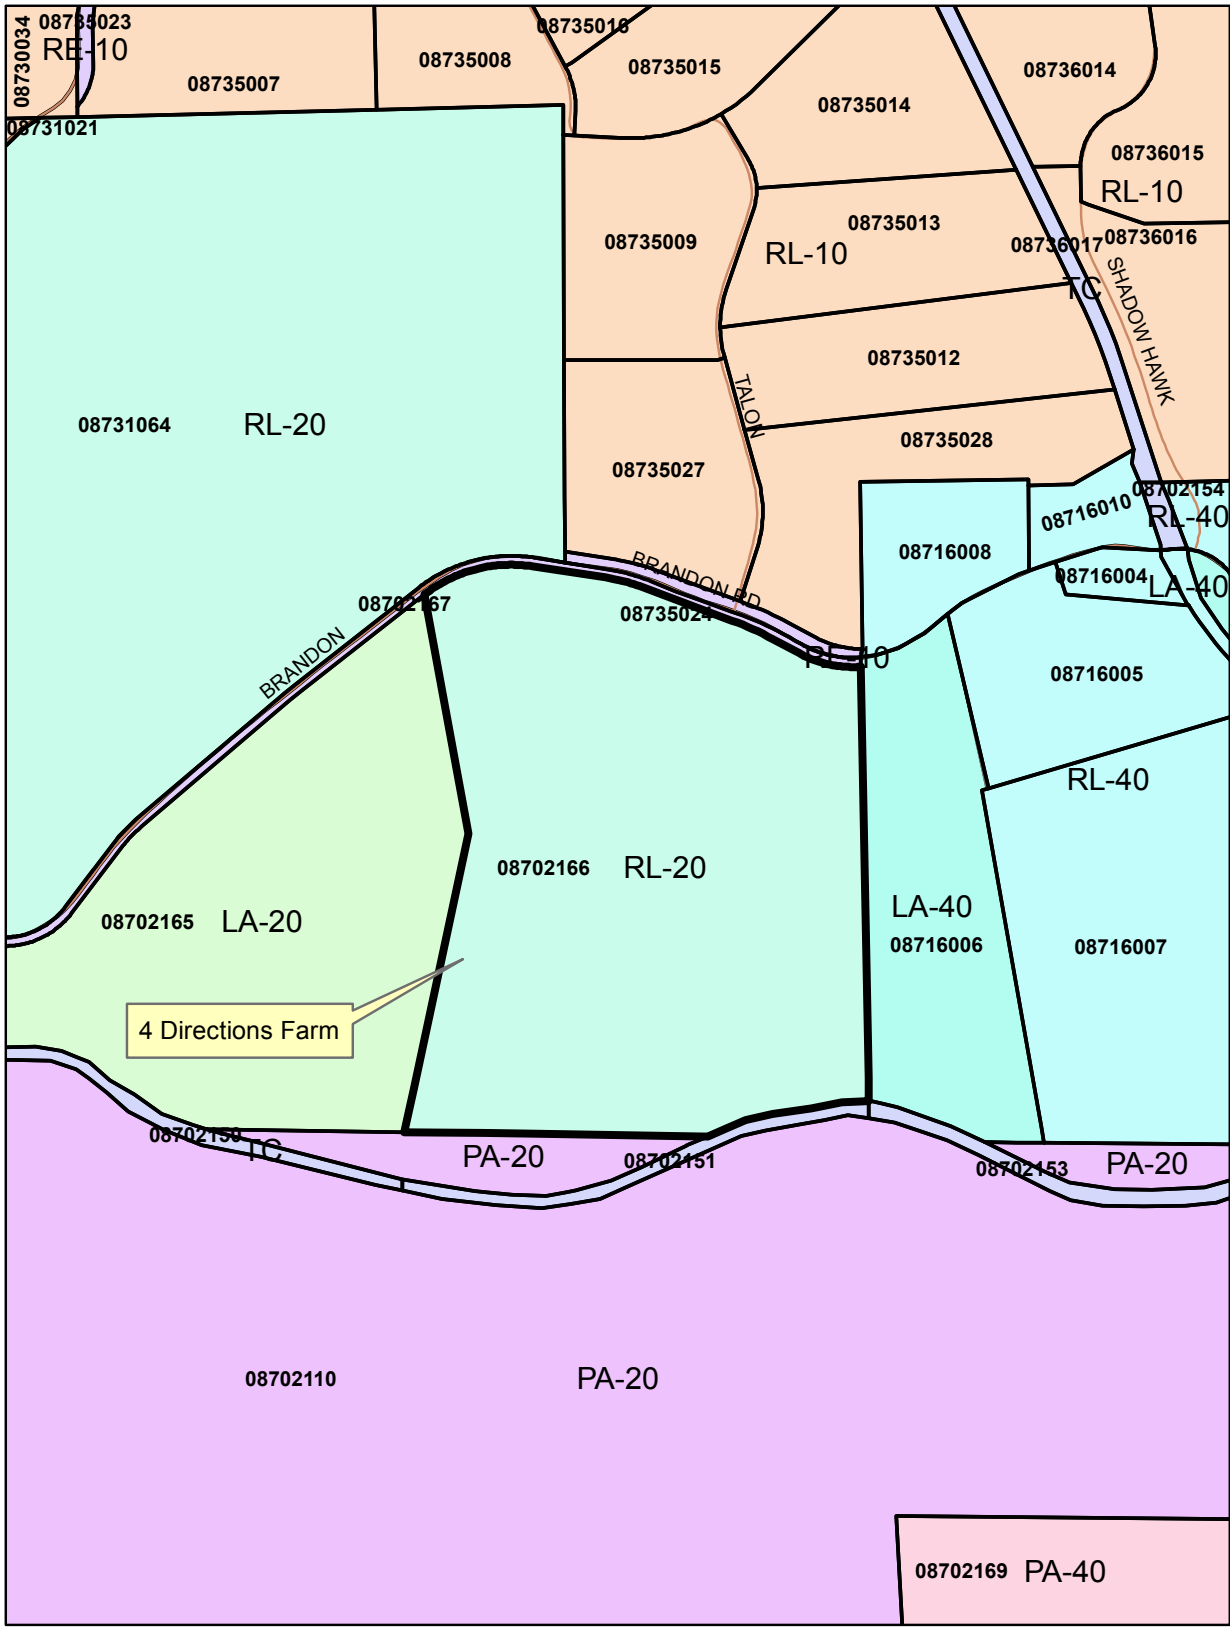 08730034
08735023
RE-10
08735007
08735008
08735016
08735015
08735014
08736014
08731021
08736015
RL-10
08735009
08735013
RL-10
08736017
08736016
TC
SHADOW HAWK
08735012
TALON
08731064
RL-20
08735028
08735027
08702154
08716010
RL-40
08716008
BRANDON RD
08716004
LA-40
08702167
08735024
BRANDON
RE-10
08716005
RL-40
08702166
RL-20
LA-40
08702165
LA-20
08716006
08716007
4 Directions Farm
08702150
TC
PA-20
08702151
08702153
PA-20
08702110
PA-20
08702169
PA-40